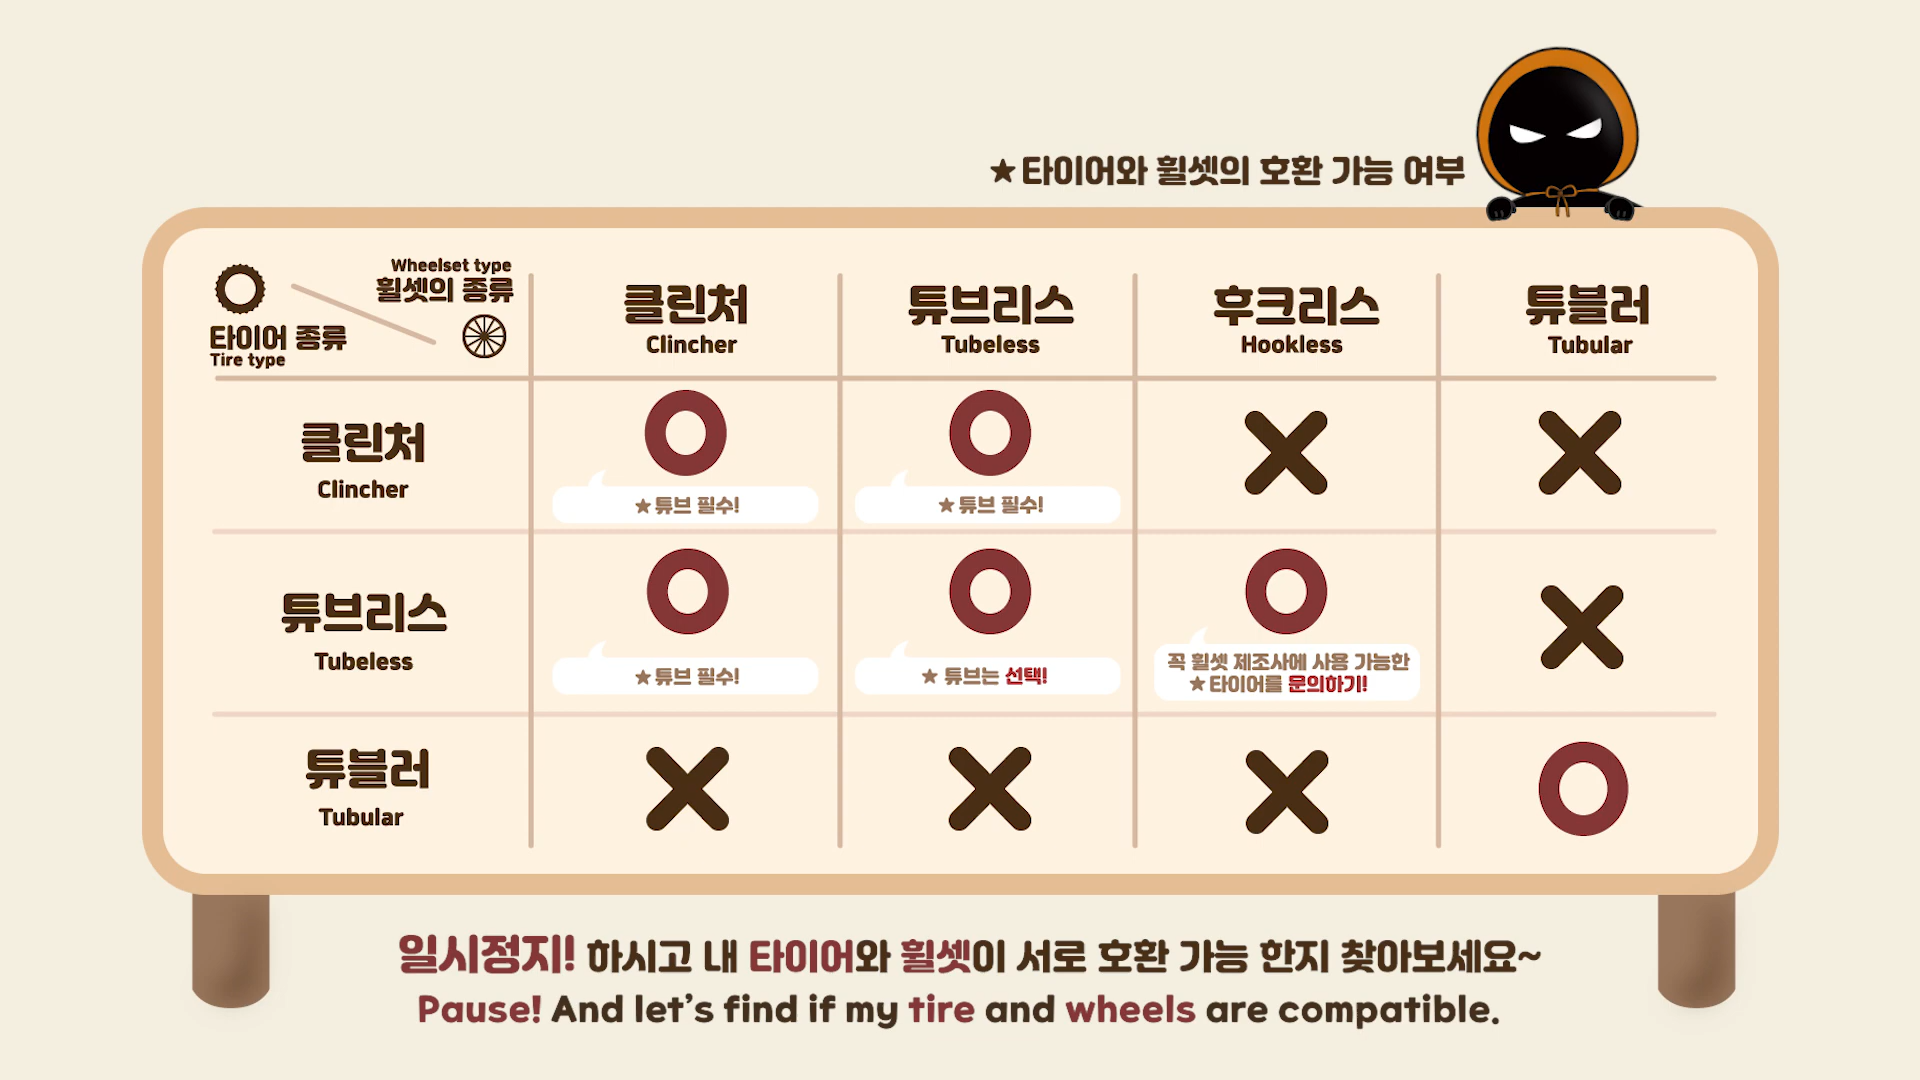 ★타이어와 휠셋의 호환 가능 여부
Wheelset type
휠셋의 종류
타이어 종류
Tire type
클린처
Clincher
튜브리스
Tubeless
후크리스
Hookless
튜블러
Tubular
클린처
Clincher
★튜브 필수!
★튜브 필수!
튜브리스
Tubeless
★튜브 필수!
★ 튜브는 선택!
꼭 휠셋 제조사에 사용 가능한
★타이어를 문의하기!
튜블러
Tubular
일시정지! 하시고 내 타이어와 휠셋이 서로 호환 가능 한지 찾아보세요~
Pause! And let’s find if my tire and wheels are compatible.